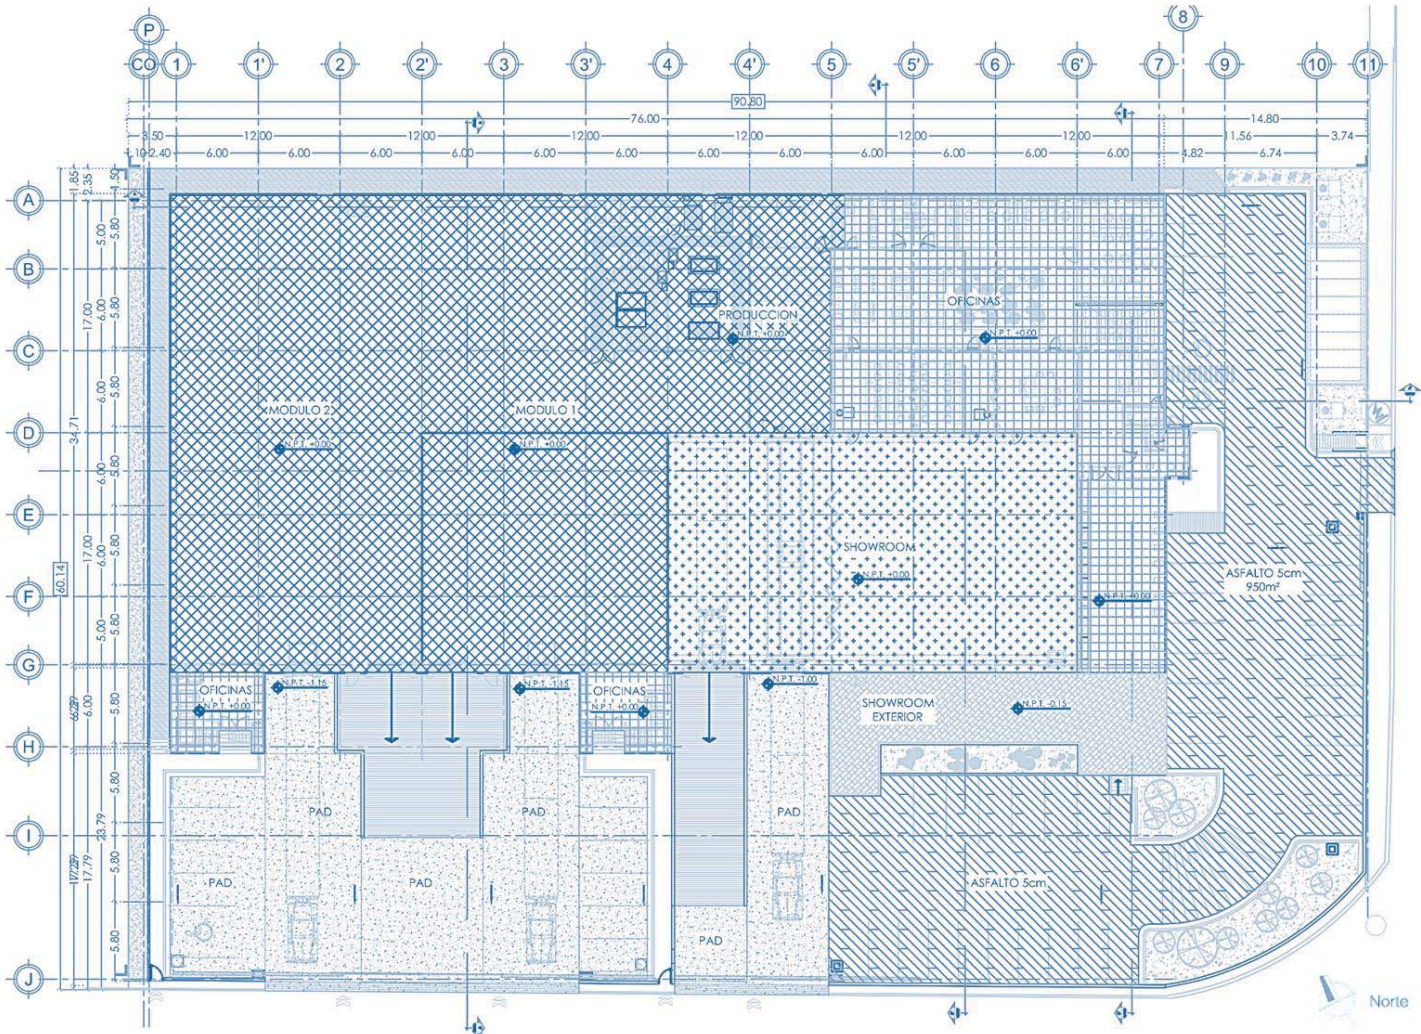 8
P
CO 1 1' 2 2' 3 3' 4 4' 5 5' 6 6' 7 9 10 11
90.80
76.00 14.80
3.50 12.00 12.00 12.00 12.00 12.00 12.00 11.56 3.74
1.10 2.40 6.00 6.00 6.00 6.00 6.00 6.00 6.00 6.00 6.00 6.00 6.00 6.00 4.82 6.74
1.85 2.35 1.50
A
5.00 5.80
B
OFICINAS
17.00 6.00 5.80
PRODUCCION
N.P.T. +0.00 N.P.T. +0.00
C
6.00 5.80
MODULO 2 MODULO 1
34.71
D
N.P.T. +0.00 N.P.T. +0.00
6.00 5.80
E
SHOWROOM
17.00 6.00 5.80
ASFALTO 5cm
950m²
N.P.T. +0.00
60.14
F
N.P.T. +0.00
5.00 5.80
G
N.P.T. -1.15 N.P.T. -1.15 N.P.T. -1.00
OFICINAS OFICINAS
6.00 5.80
N.P.T. +0.00 N.P.T. +0.00
SHOWROOM
EXTERIOR
N.P.T. -0.15
H
5.80
PAD PAD PAD
23.79
I
17.79 5.80
PAD PAD ASFALTO 5cm
PAD
5.80
J
Norte